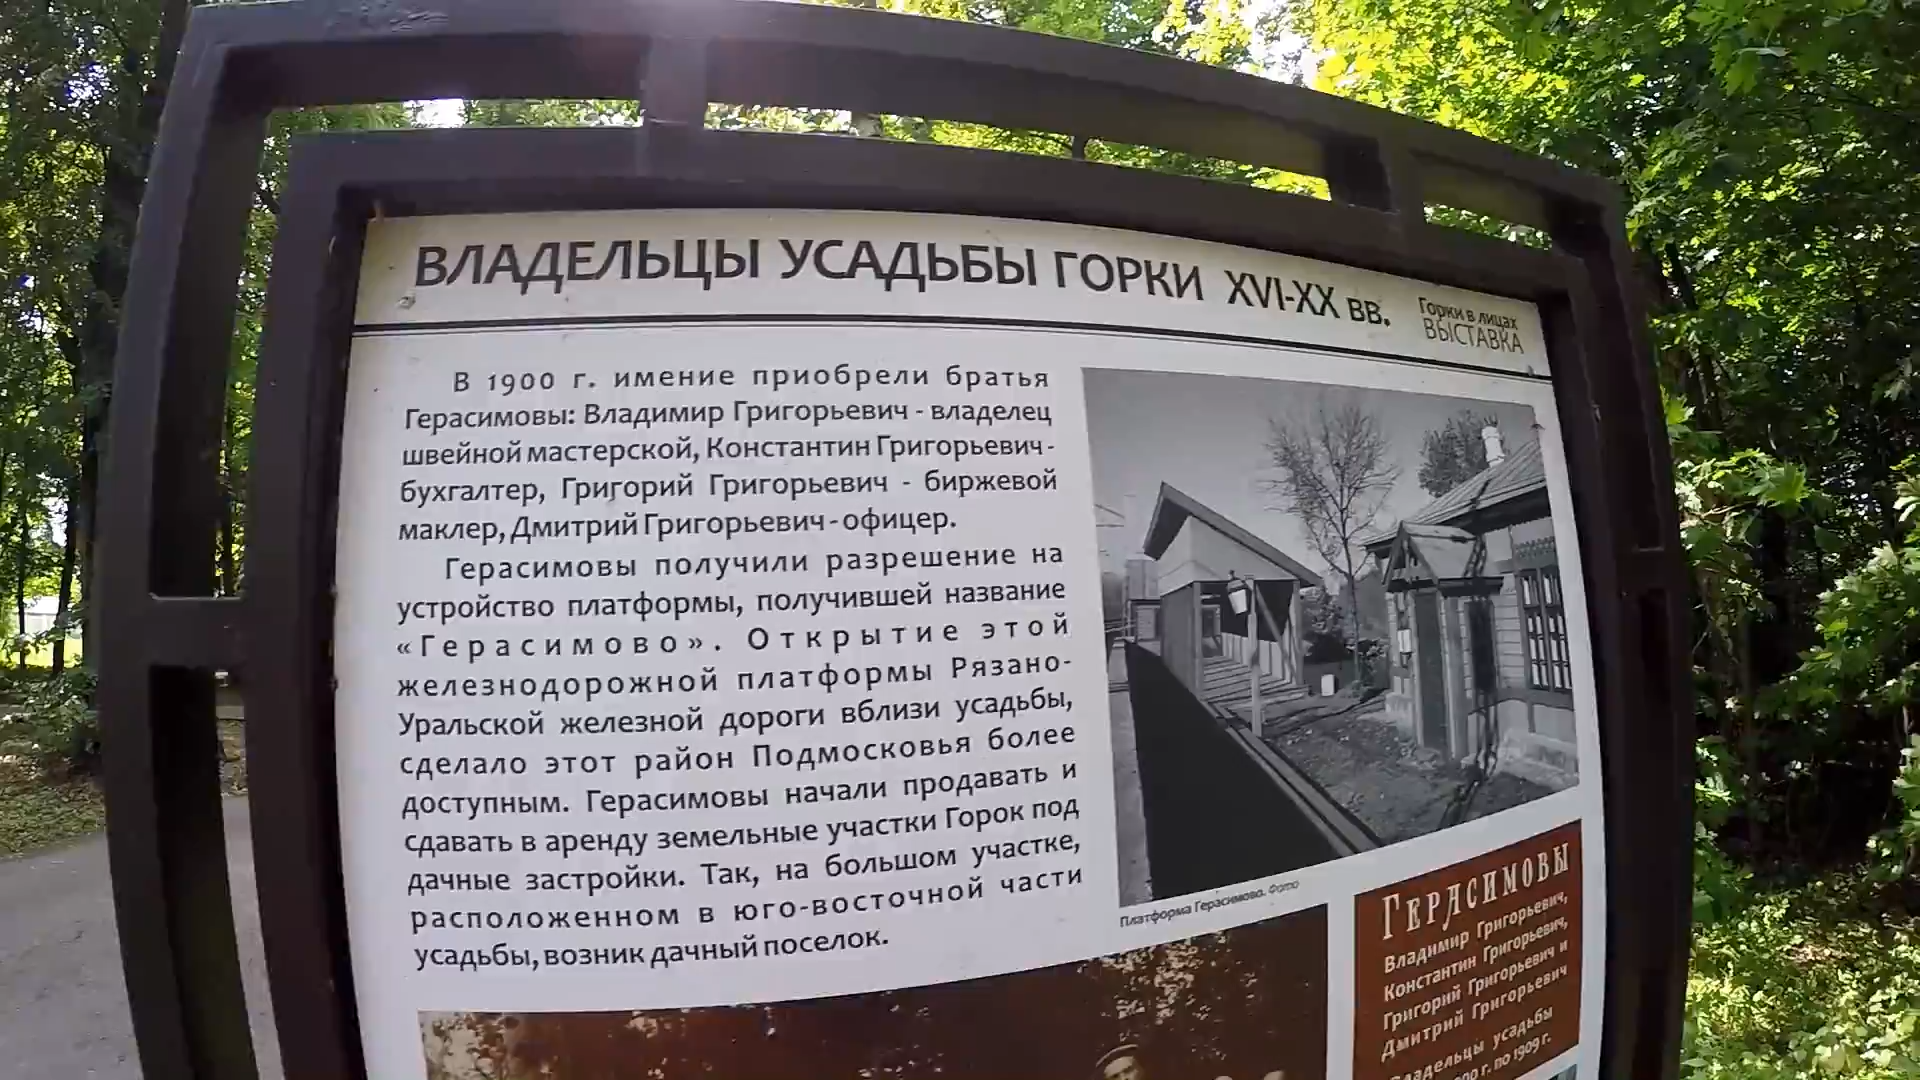 ВЛАДЕЛЬЦЫ УСАДЬБЫ ГОРКИ XVI-XX вв.
Горки в лицах
ВЫСТАВКА
В 1900 г. имение приобрели братья
Герасимовы: Владимир Григорьевич - владелец
швейной мастерской, Константин Григорьевич -
бухгалтер, Григорий Григорьевич - биржевой
маклер, Дмитрий Григорьевич - офицер.
Герасимовы получили разрешение на
устройство платформы, получившей название
«Герасимово». Открытие этой
железнодорожной платформы Рязано-
Уральской железной дороги вблизи усадьбы,
сделало этот район Подмосковья более
доступным. Герасимовы начали продавать и
сдавать в аренду земельные участки Горок под
дачные застройки. Так, на большом участке,
расположенном в юго-восточной части
усадьбы, возник дачный поселок.
Платформа Герасимово. Фото
ГЕРАСИМОВЫ
Владимир Григорьевич,
Константин Григорьевич,
Григорий Григорьевич и
Дмитрий Григорьевич
Владельцы усадьбы
г. по 1909 г.